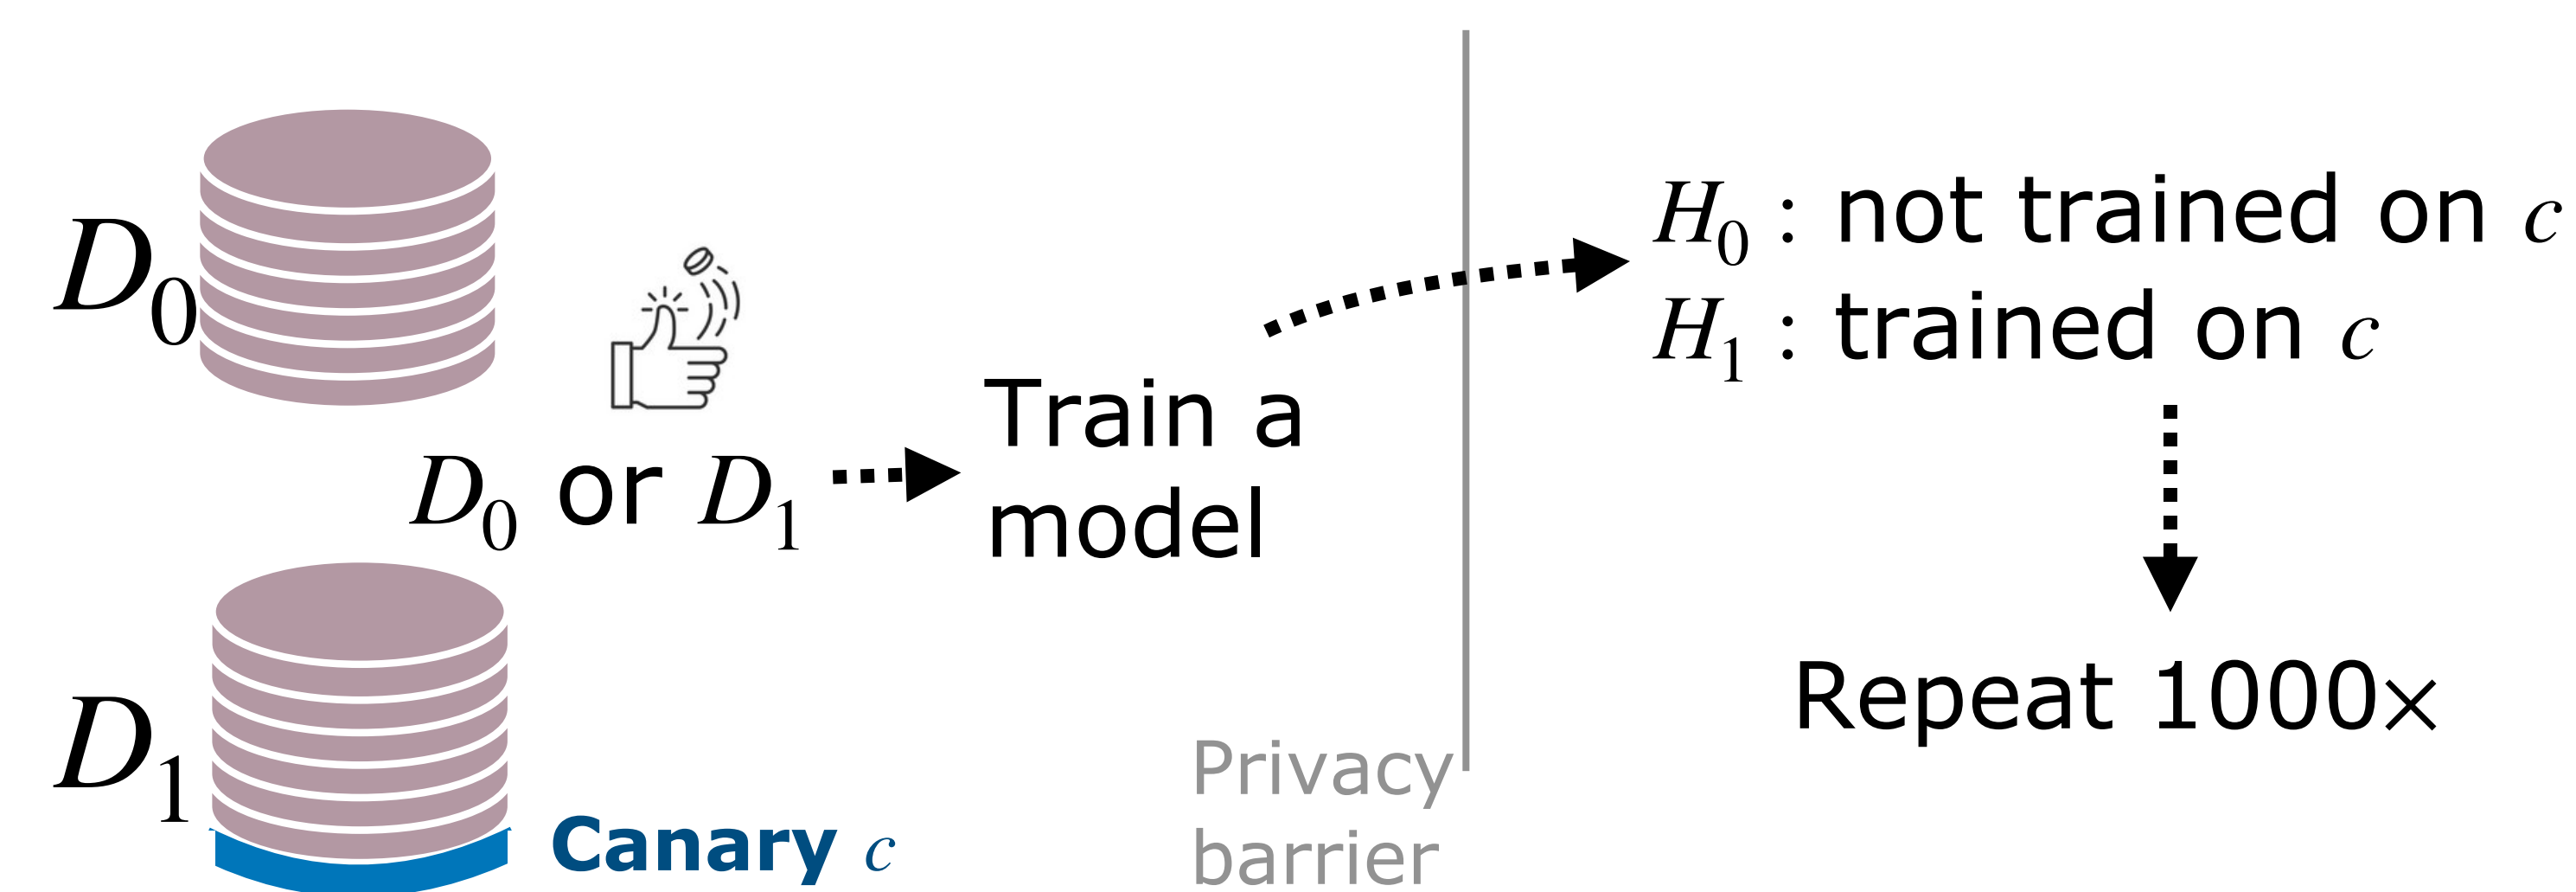 D₀
D₀ or D₁
D₁
Canary c
Train a
model
Privacy
barrier
H₀ : not trained on c
H₁ : trained on c
Repeat 1000×